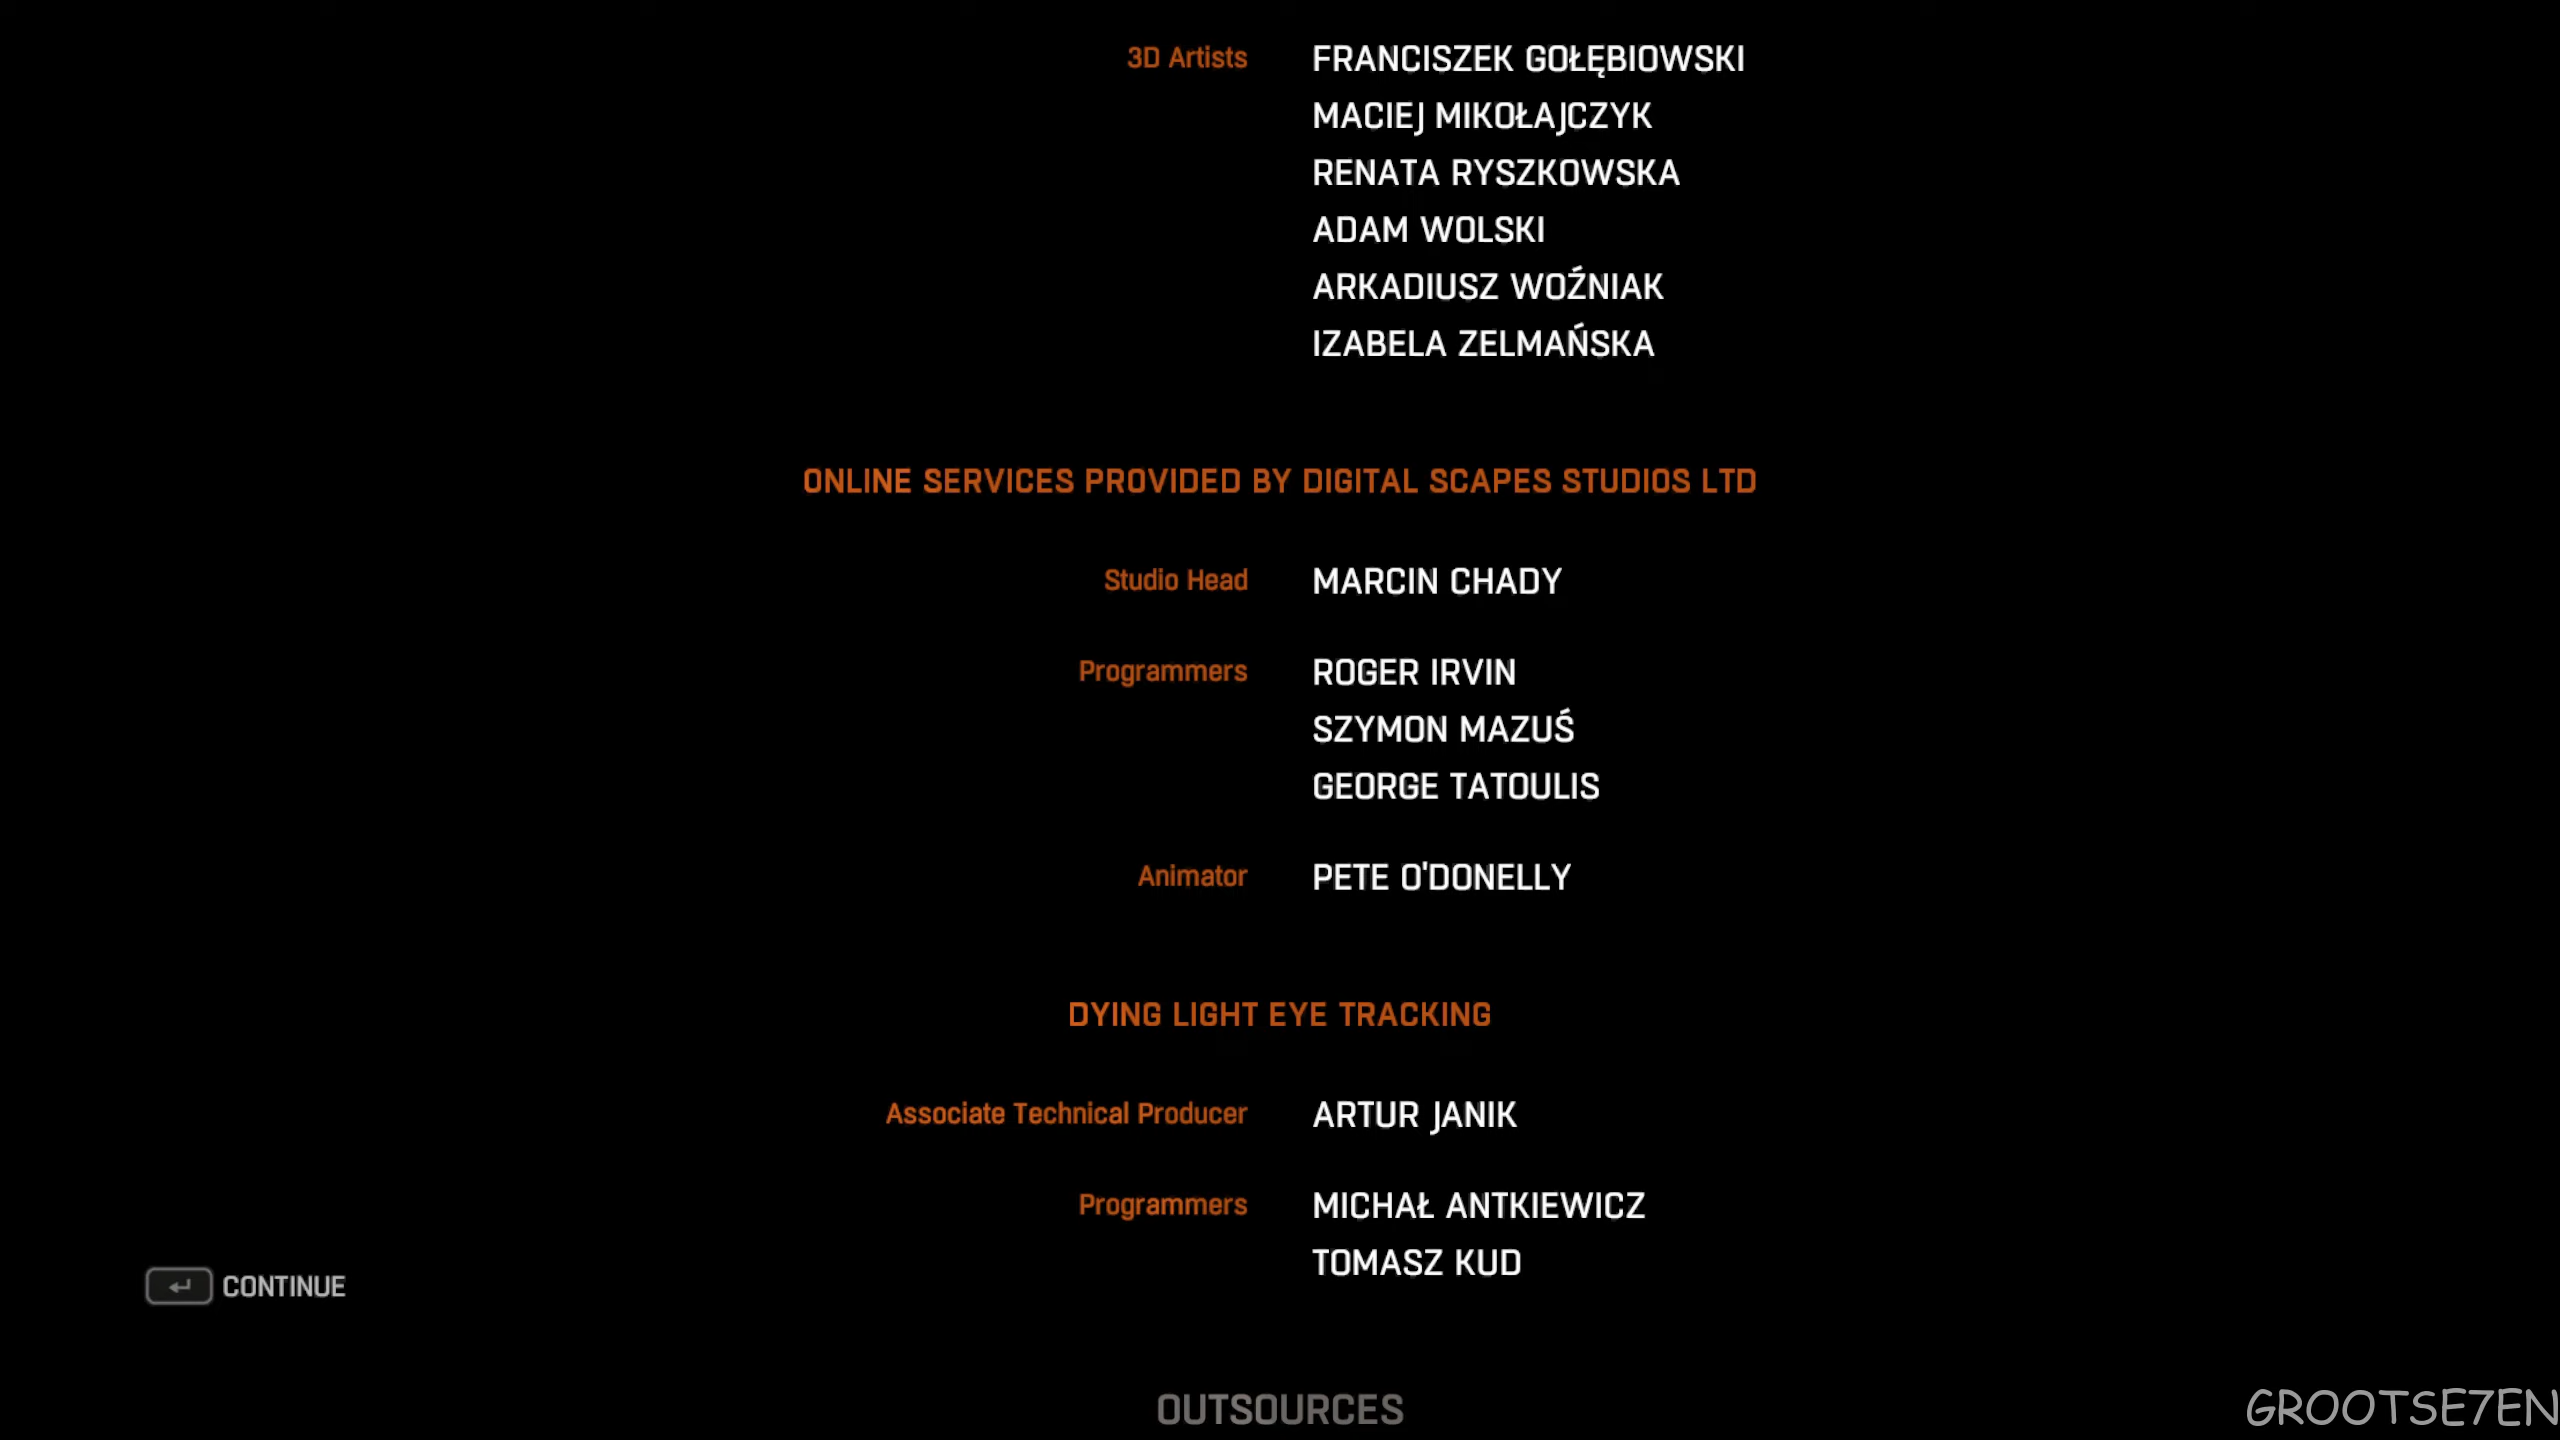 3D Artists FRANCISZEK GOŁĘBIOWSKI
MACIEJ MIKOŁAJCZYK
RENATA RYSZKOWSKA
ADAM WOLSKI
ARKADIUSZ WOŹNIAK
IZABELA ZELMAŃSKA
ONLINE SERVICES PROVIDED BY DIGITAL SCAPES STUDIOS LTD
Studio Head MARCIN CHADY
Programmers ROGER IRVIN
SZYMON MAZUŚ
GEORGE TATOULIS
Animator PETE O'DONELLY
DYING LIGHT EYE TRACKING
Associate Technical Producer ARTUR JANIK
Programmers MICHAŁ ANTKIEWICZ
TOMASZ KUD
CONTINUE
OUTSOURCES
GROOTSE7EN